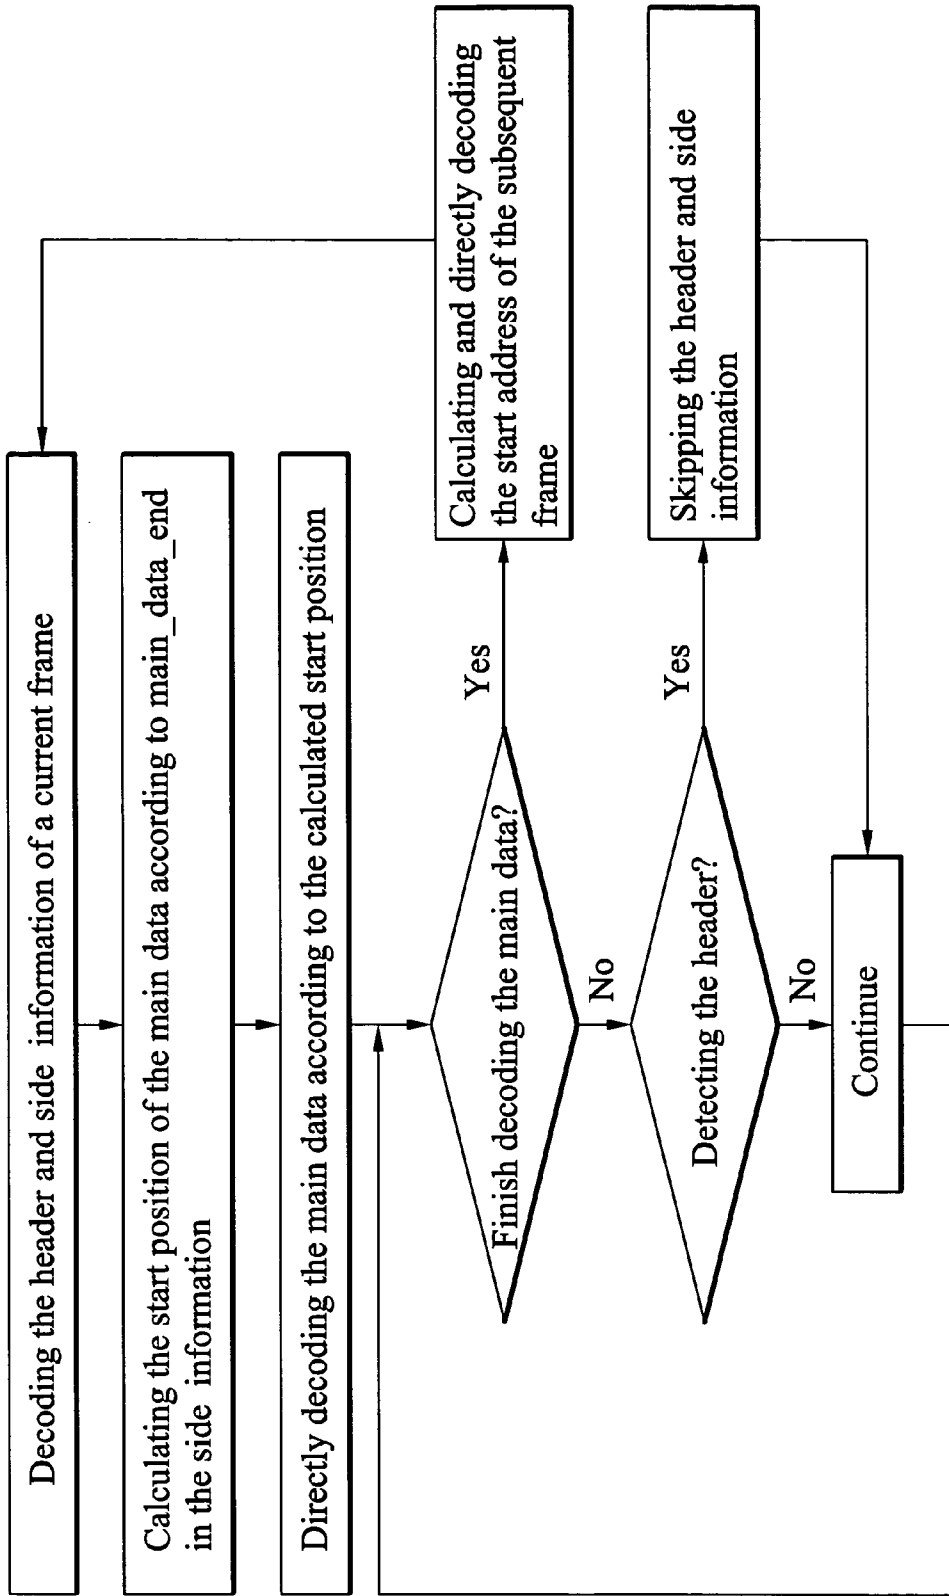 Decoding the header and side information of a current frame
Calculating the start position of the main data according to main_data_end
in the side information
Directly decoding the main data according to the calculated start position
Finish decoding the main data?
Yes
Calculating and directly decoding
the start address of the subsequent
frame
No
Detecting the header?
Yes
Skipping the header and side
information
No
Continue